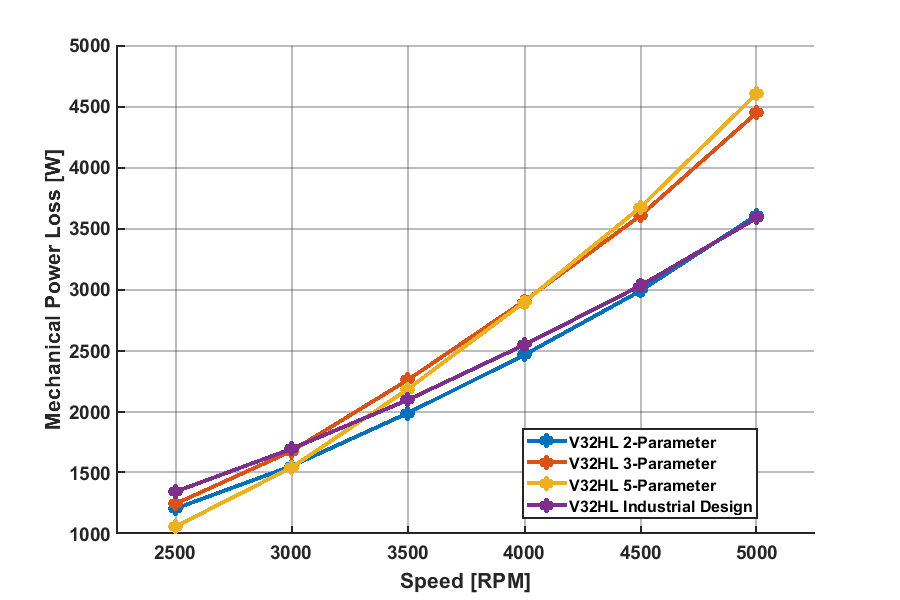 5000
4500
4000
3500
3000
2500
2000
1500
1000
Mechanical Power Loss [W]
2500 3000 3500 4000 4500 5000
Speed [RPM]
V32HL 2-Parameter
V32HL 3-Parameter
V32HL 5-Parameter
V32HL Industrial Design